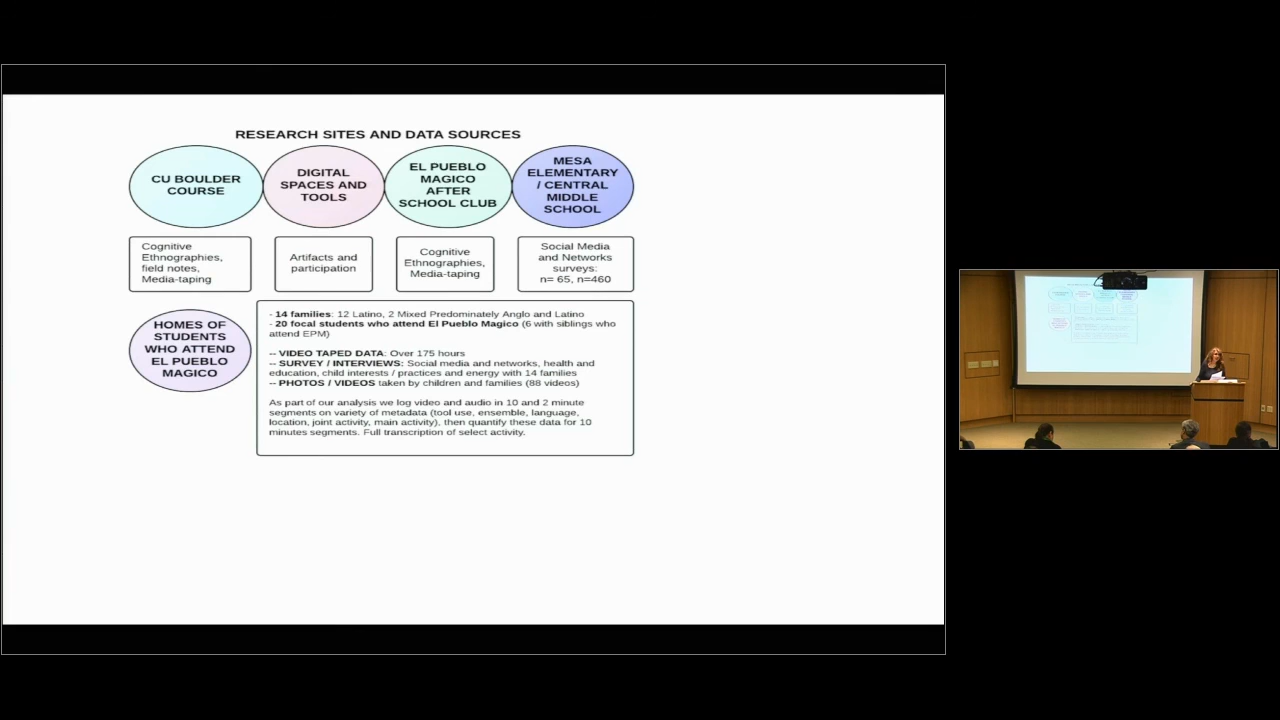 RESEARCH SITES AND DATA SOURCES
CU BOULDER
COURSE
DIGITAL
SPACES AND
TOOLS
EL PUEBLO
MAGICO
AFTER
SCHOOL CLUB
MESA
ELEMENTARY
/ CENTRAL
MIDDLE
SCHOOL
Cognitive
Ethnographies,
field notes,
Media-taping
Artifacts and
participation
Cognitive
Ethnographies,
Media-taping
Social Media
and Networks
surveys:
n= 65, n=460
HOMES OF
STUDENTS
WHO ATTEND
EL PUEBLO
MAGICO
- 14 families: 12 Latino, 2 Mixed Predominately Anglo and Latino
- 20 focal students who attend El Pueblo Magico (6 with siblings who
attend EPM)
-- VIDEO TAPED DATA: Over 175 hours
-- SURVEY / INTERVIEWS: Social media and networks, health and
education, child interests / practices and energy with 14 families
-- PHOTOS / VIDEOS taken by children and families (88 videos)
As part of our analysis we log video and audio in 10 and 2 minute
segments on variety of metadata (tool use, ensemble, language,
location, joint activity, main activity), then quantify these data for 10
minutes segments. Full transcription of select activity.